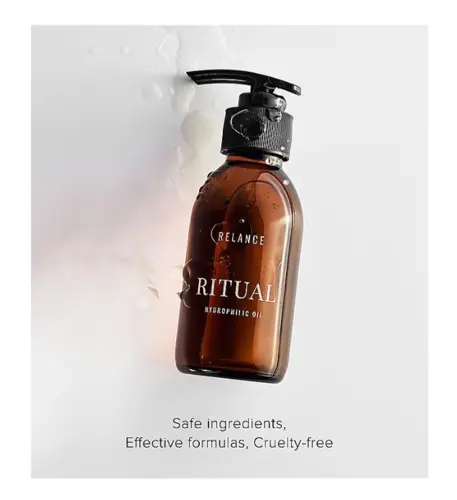 RELANCE
RITUAL
HYDROPHILIC OIL
Safe ingredients,
Effective formulas, Cruelty-free